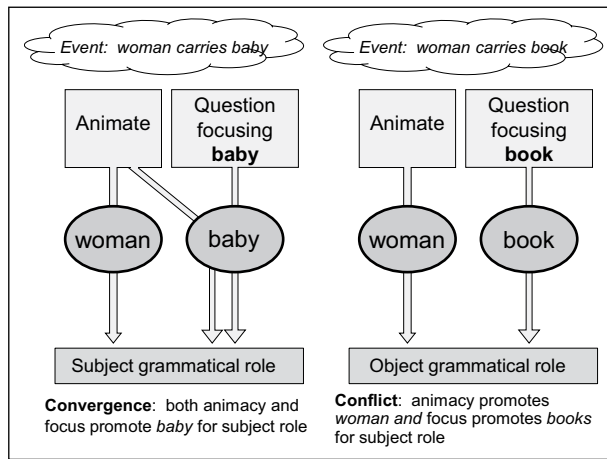 Event: woman carries baby
Animate
Question
focusing
baby
woman
baby
Subject grammatical role
Convergence: both animacy and
focus promote baby for subject role
Event: woman carries book
Animate
Question
focusing
book
woman
book
Object grammatical role
Conflict: animacy promotes
woman and focus promotes books
for subject role